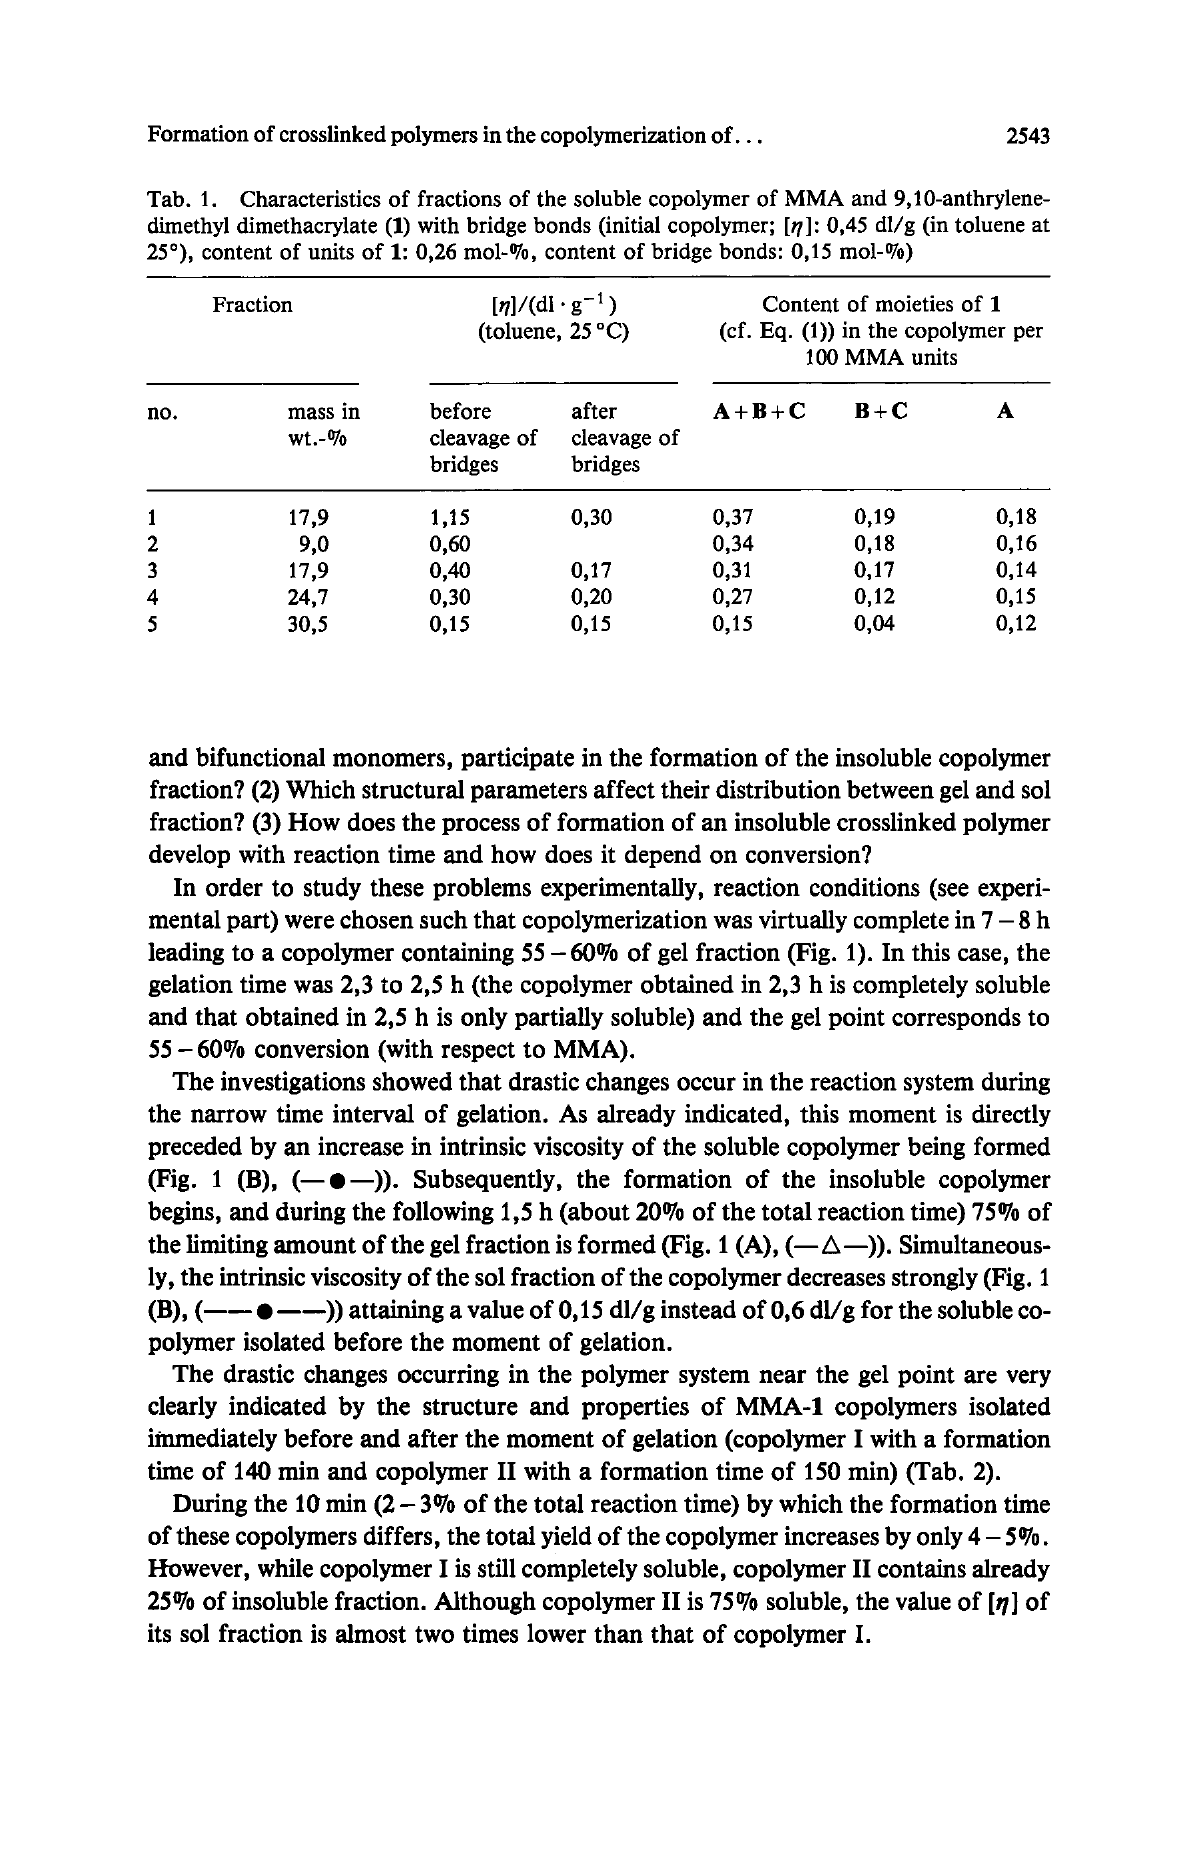 Formation of crosslinked polymers in the copolymerization of... 2543
Tab. 1. Characteristics of fractions of the soluble copolymer of MMA and 9,10-anthrylene-
dimethyl dimethacrylate (1) with bridge bonds (initial copolymer; [η]: 0,45 dl/g (in toluene at
25°), content of units of 1: 0,26 mol-%, content of bridge bonds: 0,15 mol-%)
Fraction [η]/(dl · g⁻¹) Content of moieties of 1
(toluene, 25 °C) (cf. Eq. (1)) in the copolymer per
100 MMA units
no. mass in before after A+B+C B+C A
wt.-% cleavage of cleavage of
bridges bridges
1 17,9 1,15 0,30 0,37 0,19 0,18
2 9,0 0,60 0,34 0,18 0,16
3 17,9 0,40 0,17 0,31 0,17 0,14
4 24,7 0,30 0,20 0,27 0,12 0,15
5 30,5 0,15 0,15 0,15 0,04 0,12
and bifunctional monomers, participate in the formation of the insoluble copolymer
fraction? (2) Which structural parameters affect their distribution between gel and sol
fraction? (3) How does the process of formation of an insoluble crosslinked polymer
develop with reaction time and how does it depend on conversion?
In order to study these problems experimentally, reaction conditions (see experi-
mental part) were chosen such that copolymerization was virtually complete in 7 – 8 h
leading to a copolymer containing 55 – 60% of gel fraction (Fig. 1). In this case, the
gelation time was 2,3 to 2,5 h (the copolymer obtained in 2,3 h is completely soluble
and that obtained in 2,5 h is only partially soluble) and the gel point corresponds to
55 – 60% conversion (with respect to MMA).
The investigations showed that drastic changes occur in the reaction system during
the narrow time interval of gelation. As already indicated, this moment is directly
preceded by an increase in intrinsic viscosity of the soluble copolymer being formed
(Fig. 1 (B), (—●—)). Subsequently, the formation of the insoluble copolymer
begins, and during the following 1,5 h (about 20% of the total reaction time) 75% of
the limiting amount of the gel fraction is formed (Fig. 1 (A), (—△—)). Simultaneous-
ly, the intrinsic viscosity of the sol fraction of the copolymer decreases strongly (Fig. 1
(B), (—— ● ——)) attaining a value of 0,15 dl/g instead of 0,6 dl/g for the soluble co-
polymer isolated before the moment of gelation.
The drastic changes occurring in the polymer system near the gel point are very
clearly indicated by the structure and properties of MMA-1 copolymers isolated
immediately before and after the moment of gelation (copolymer I with a formation
time of 140 min and copolymer II with a formation time of 150 min) (Tab. 2).
During the 10 min (2 – 3% of the total reaction time) by which the formation time
of these copolymers differs, the total yield of the copolymer increases by only 4 – 5%.
However, while copolymer I is still completely soluble, copolymer II contains already
25% of insoluble fraction. Although copolymer II is 75% soluble, the value of [η] of
its sol fraction is almost two times lower than that of copolymer I.